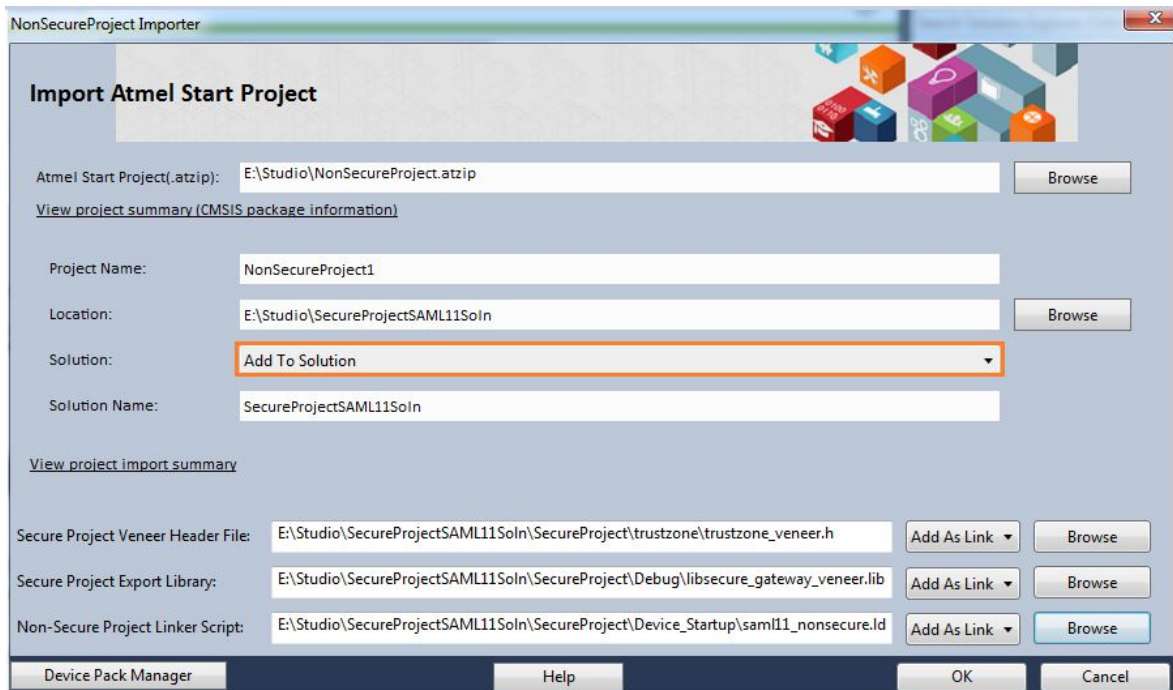 NonSecureProject Importer
Import Atmel Start Project
Atmel Start Project(.atzip): E:\Studio\NonSecureProject.atzip Browse
View project summary (CMSIS package information)
Project Name: NonSecureProject1
Location: E:\Studio\SecureProjectSAML11Soln Browse
Solution: Add To Solution
Solution Name: SecureProjectSAML11Soln
View project import summary
Secure Project Veneer Header File: E:\Studio\SecureProjectSAML11Soln\SecureProject\trustzone\trustzone_veneer.h Add As Link Browse
Secure Project Export Library: E:\Studio\SecureProjectSAML11Soln\SecureProject\Debug\libsecure_gateway_veneer.lib Add As Link Browse
Non-Secure Project Linker Script: E:\Studio\SecureProjectSAML11Soln\SecureProject\Device_Startup\saml11_nonsecure.ld Add As Link Browse
Device Pack Manager Help OK Cancel